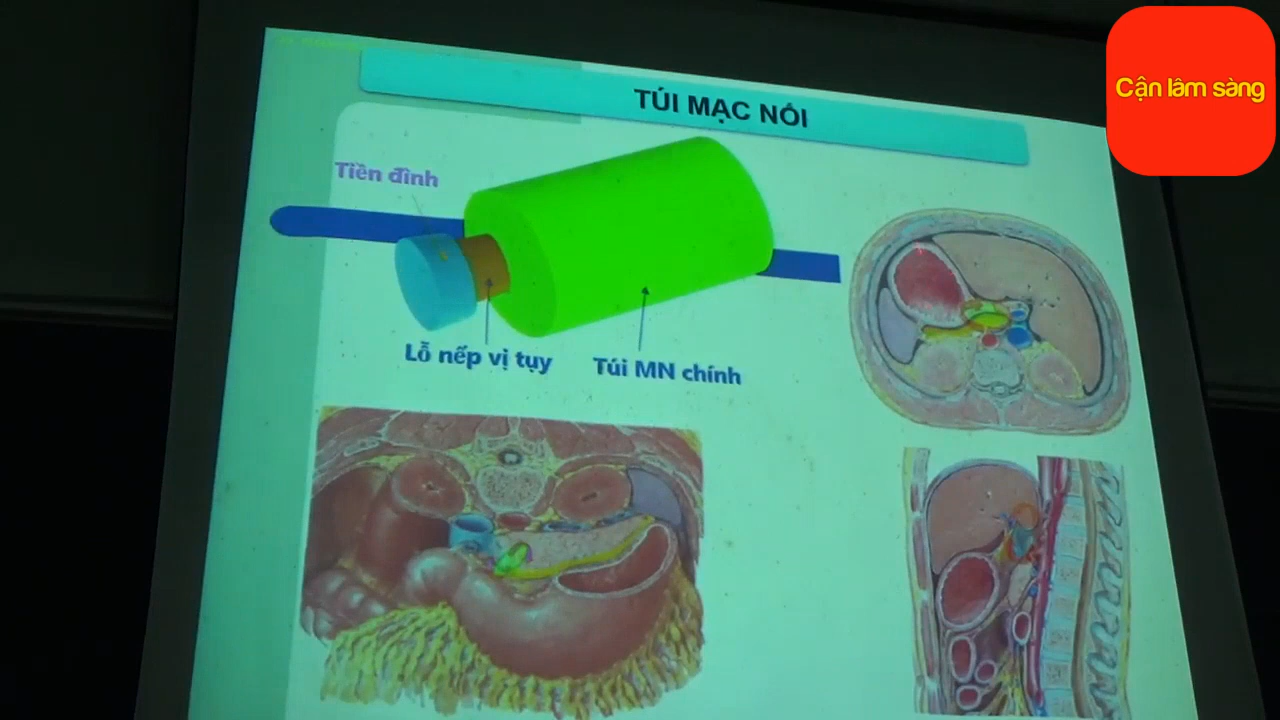 Cận lâm sàng
TÚI MẠC NỐI
Tiền đình
Lỗ nếp vị tụy
Túi MN chính